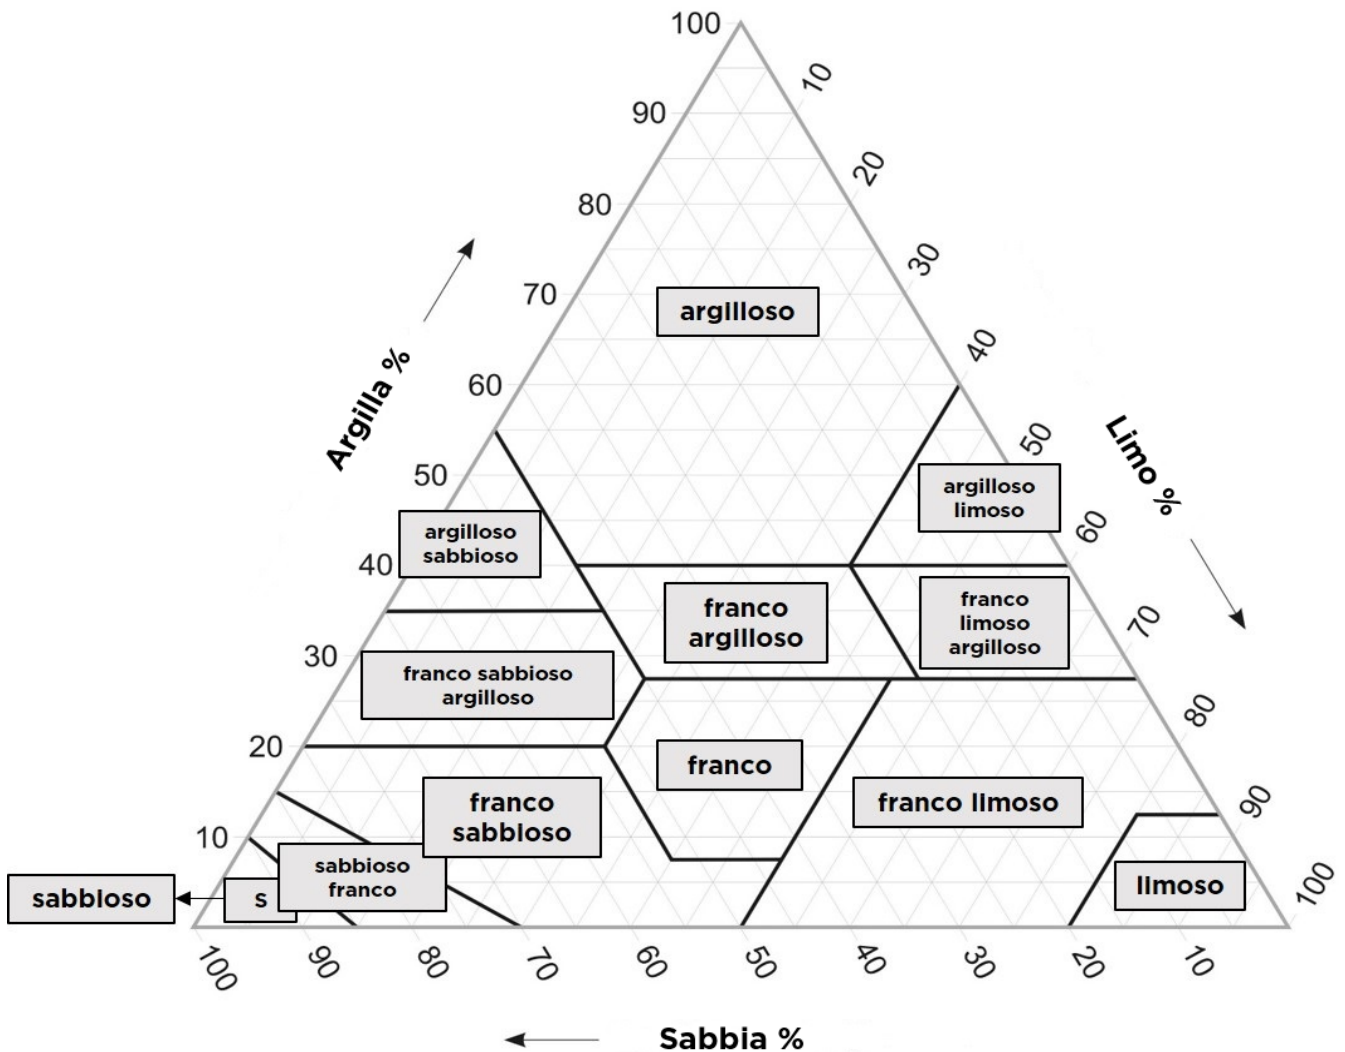 100
10
90
20
80
30
70
argilloso
40
60
Argilla %
50
Limo %
50
argilloso
limoso
argilloso
sabbioso
60
40
franco
argilloso
franco
limoso
argilloso
70
30
franco sabbioso
argilloso
80
20
franco
franco limoso
90
franco
sabbioso
10
sabbioso
franco
limoso
100
sabbioso
s
100
90
80
70
60
50
40
30
20
10
Sabbia %